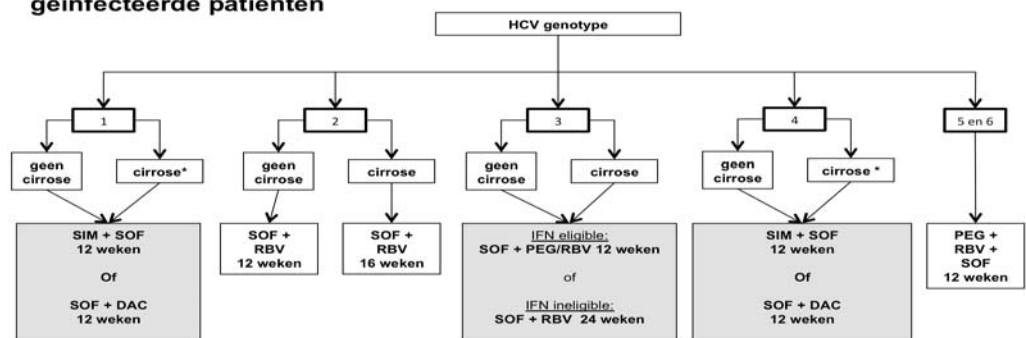 geïnfecteerde patiënten
HCV genotype
1
2
3
4
5 en 6
geen
cirrose
cirrose*
geen
cirrose
cirrose
geen
cirrose
cirrose
geen
cirrose
cirrose *
SIM + SOF
12 weken
Of
SOF + DAC
12 weken
SOF +
RBV
12 weken
SOF +
RBV
16 weken
IFN eligible:
SOF + PEG/RBV 12 weken
of
IFN ineligible:
SOF + RBV 24 weken
SIM + SOF
12 weken
Of
SOF + DAC
12 weken
PEG +
RBV +
SOF
12 weken